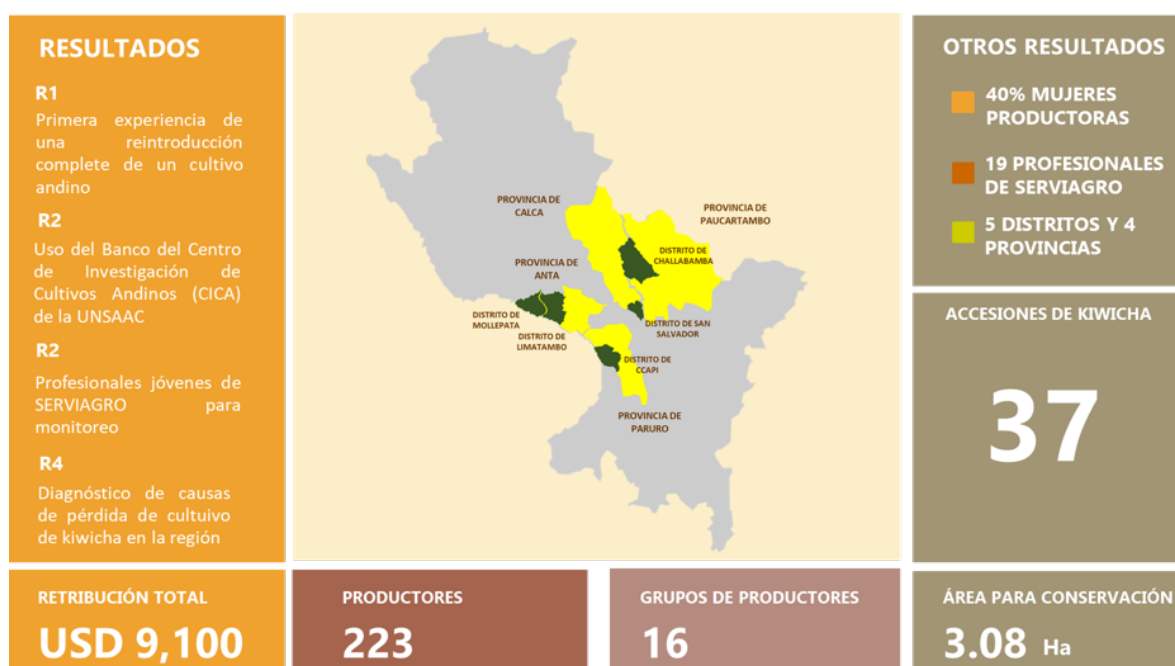 RESULTADOS
R1
Primera experiencia de
una reintroducción
complete de un cultivo
andino
R2
Uso del Banco del Centro
de Investigación de
Cultivos Andinos (CICA)
de la UNSAAC
R2
Profesionales jóvenes de
SERVIAGRO para
monitoreo
R4
Diagnóstico de causas
de pérdida de cultuivo
de kiwicha en la región
PROVINCIA DE
CALCA
PROVINCIA DE
PAUCARTAMBO
DISTRITO DE
CHALLABAMBA
PROVINCIA DE
ANTA
DISTRITO DE
MOLLEPATA
DISTRITO DE
LIMATAMBO
DISTRITO DE SAN
SALVADOR
DISTRITO DE
CCAPI
PROVINCIA DE
PARURO
OTROS RESULTADOS
40% MUJERES
PRODUCTORAS
19 PROFESIONALES
DE SERVIAGRO
5 DISTRITOS Y 4
PROVINCIAS
ACCESIONES DE KIWICHA
37
RETRIBUCIÓN TOTAL
USD 9,100
PRODUCTORES
223
GRUPOS DE PRODUCTORES
16
ÁREA PARA CONSERVACIÓN
3.08 Ha